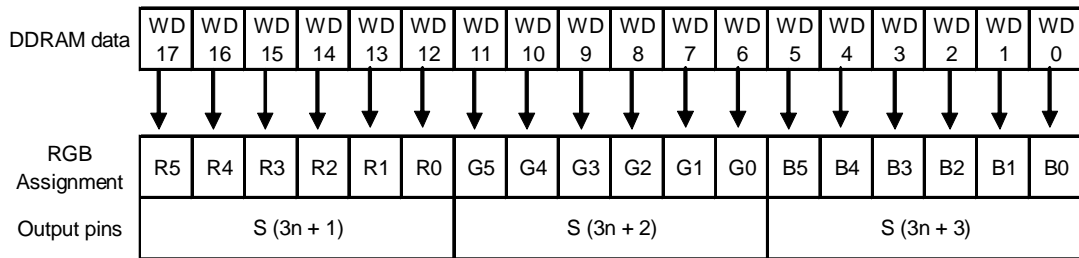 DDRAM data WD 17 WD 16 WD 15 WD 14 WD 13 WD 12 WD 11 WD 10 WD 9 WD 8 WD 7 WD 6 WD 5 WD 4 WD 3 WD 2 WD 1 WD 0
RGB Assignment R5 R4 R3 R2 R1 R0 G5 G4 G3 G2 G1 G0 B5 B4 B3 B2 B1 B0
Output pins S (3n + 1) S (3n + 2) S (3n + 3)